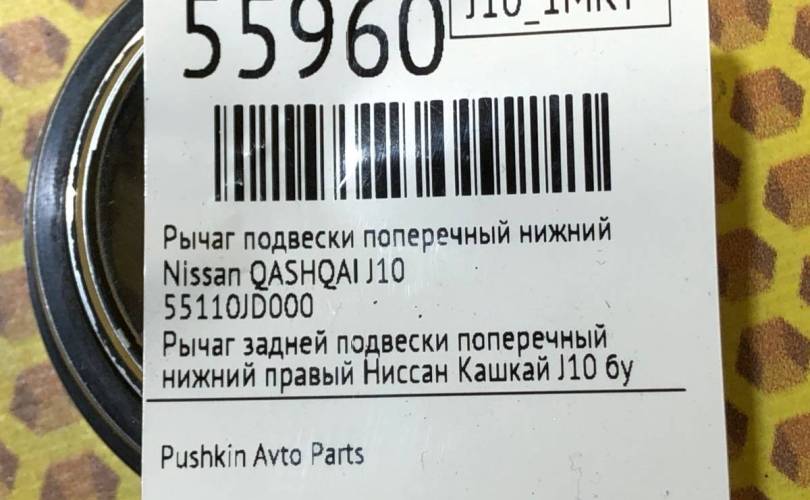 55960
J10_1MKT
Рычаг подвески поперечный нижний
Nissan QASHQAI J10
55110JD000
Рычаг задней подвески поперечный
нижний правый Ниссан Кашкай J10 бу
Pushkin Avto Parts